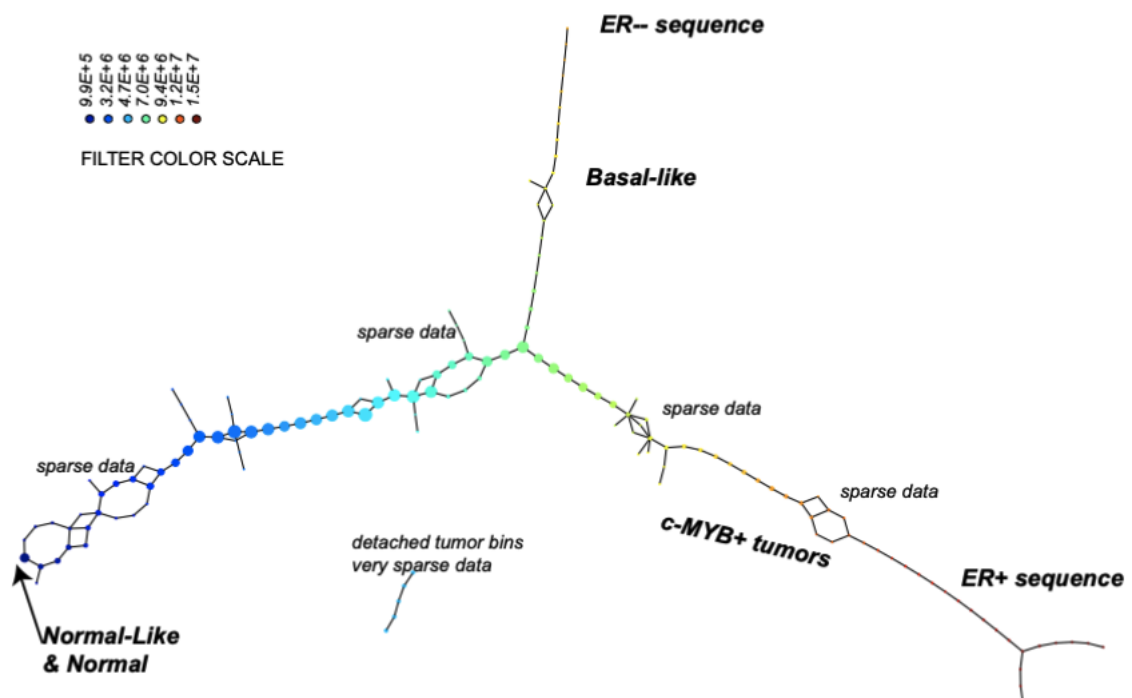 ER-- sequence
9.9E+5
3.2E+6
4.7E+6
7.0E+6
9.4E+6
1.2E+7
1.5E+7
FILTER COLOR SCALE
Basal-like
sparse data
sparse data
sparse data
sparse data
c-MYB+ tumors
detached tumor bins
very sparse data
ER+ sequence
Normal-Like
& Normal